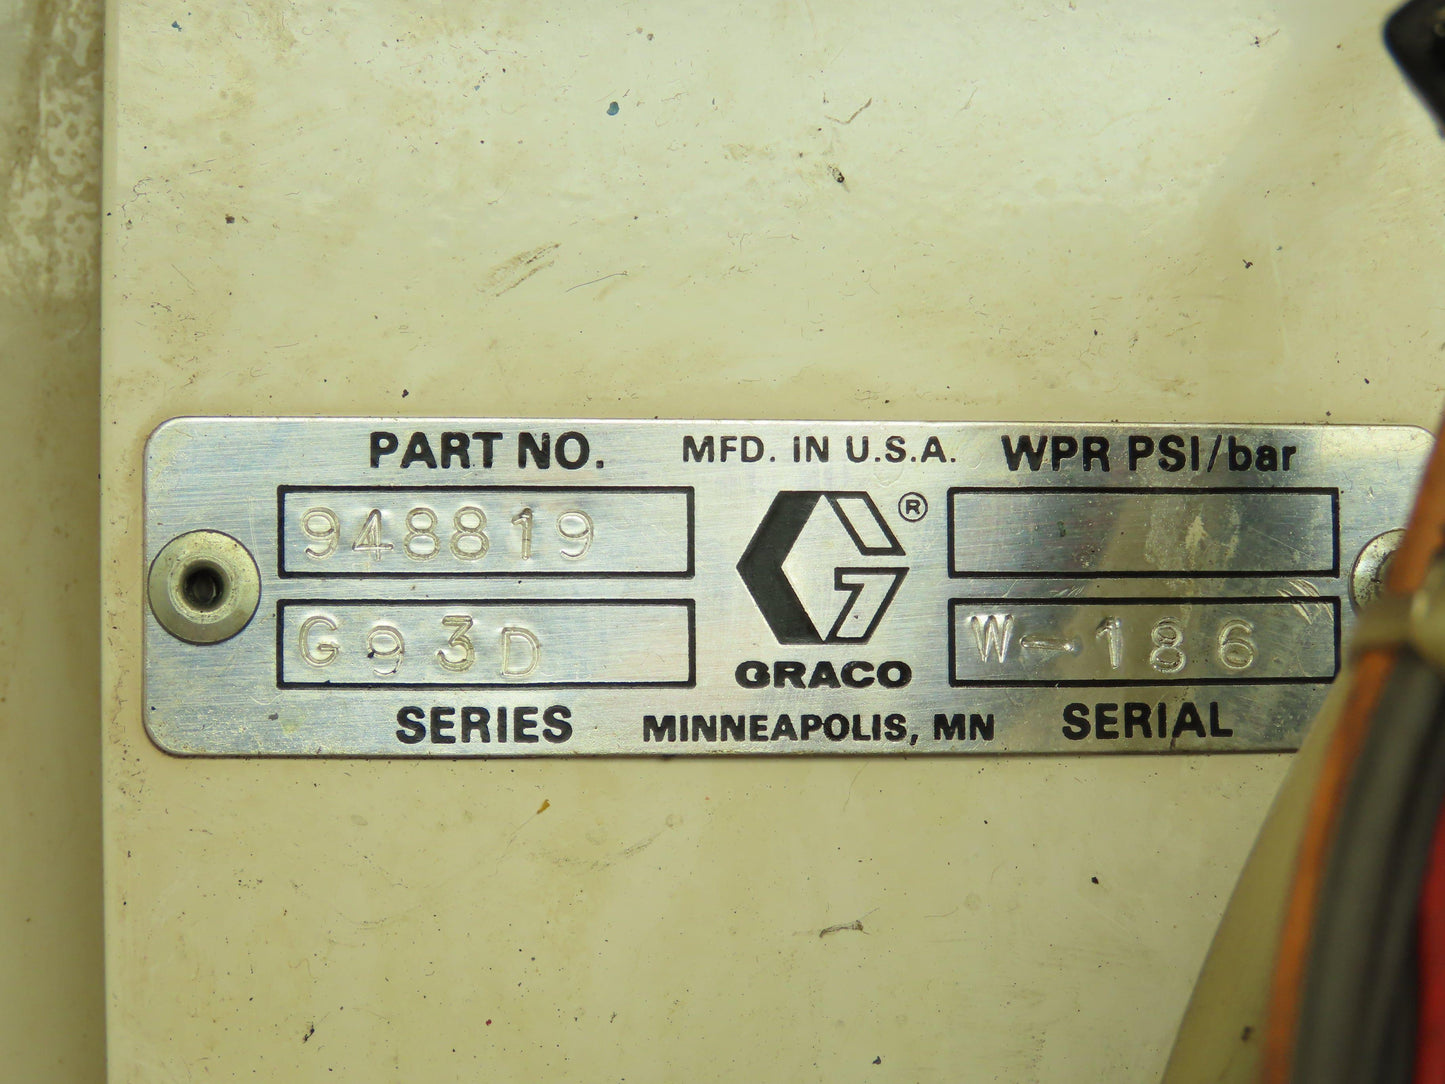 PART NO. MFD. IN U.S.A. WPR PSI/bar
948819
®
G93D W-186
GRACO
SERIES MINNEAPOLIS, MN SERIAL